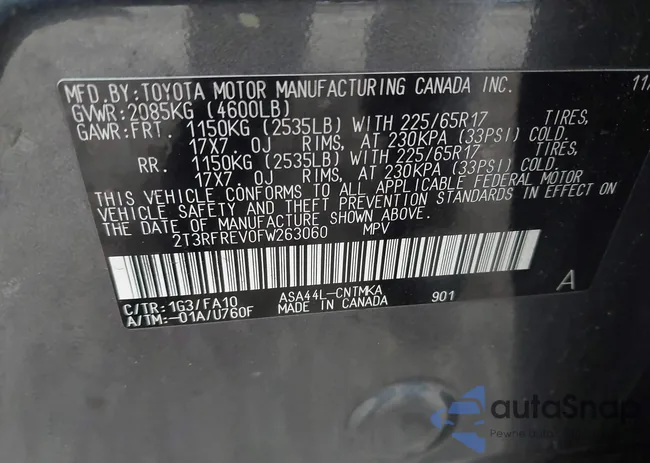 MFD.BY:TOYOTA MOTOR MANUFACTURING CANADA INC. 11/
GVWR:2085KG (4600LB)
GAWR:FRT. 1150KG (2535LB) WITH 225/65R17 TIRES,
17X7.0J RIMS, AT 230KPA (33PSI) COLD.
RR. 1150KG (2535LB) WITH 225/65R17 TIRES,
17X7.0J RIMS, AT 230KPA (33PSI) COLD.
THIS VEHICLE CONFORMS TO ALL APPLICABLE FEDERAL MOTOR
VEHICLE SAFETY AND THEFT PREVENTION STANDARDS IN EFFECT ON
THE DATE OF MANUFACTURE SHOWN ABOVE.
2T3RFREV0FW263060 MPV
C/TR:1G3/FA10 ASA44L-CNTMKA 901 A
A/TM:-01A/U760F MADE IN CANADA
autaSnap
Pewne auto